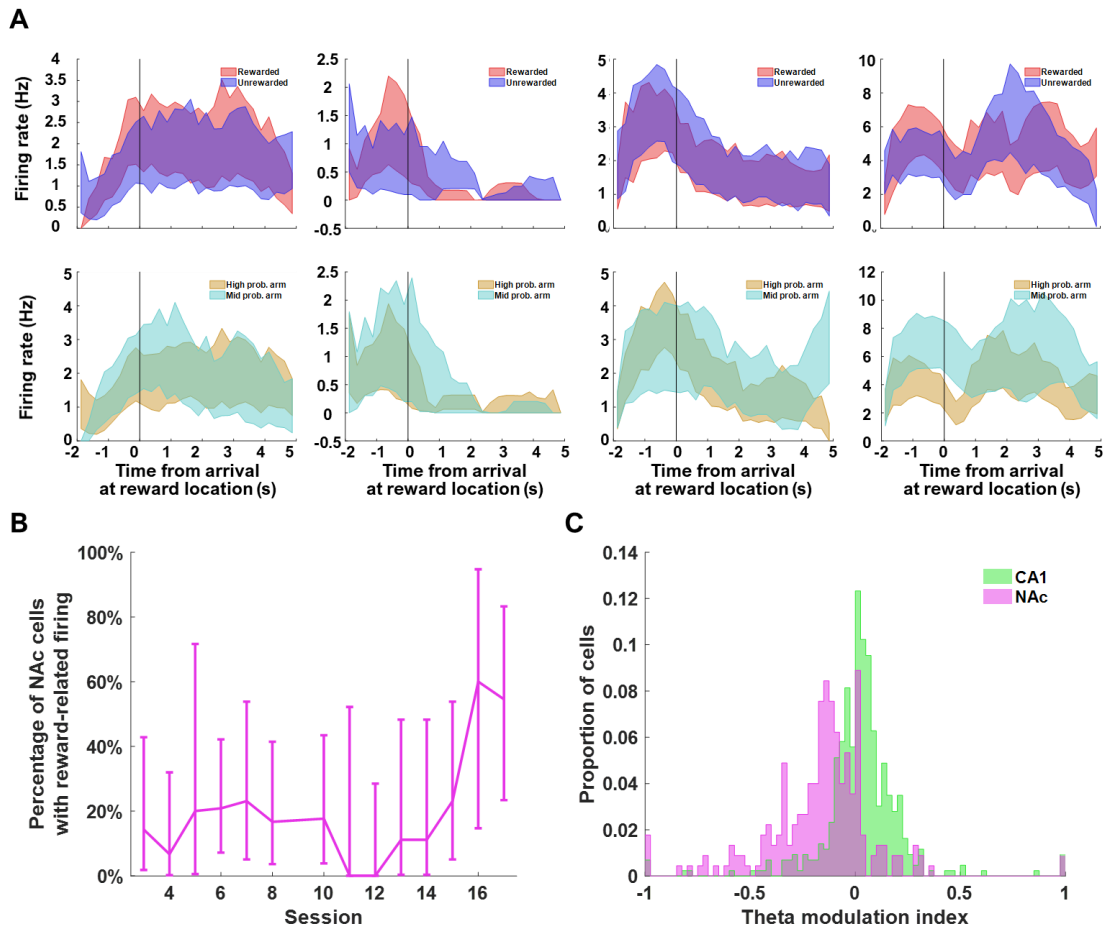 A
Firing rate (Hz)
4
3.5
3
2.5
2
1.5
1
0.5
0
Rewarded
Unrewarded
2.5
2
1.5
1
0.5
0
-0.5
Rewarded
Unrewarded
5
4
3
2
1
0
Rewarded
Unrewarded
10
8
6
4
2
0
Rewarded
Unrewarded
Firing rate (Hz)
5
4
3
2
1
0
High prob. arm
Mid prob. arm
-2 -1 0 1 2 3 4 5
Time from arrival
at reward location (s)
2.5
2
1.5
1
0.5
0
-0.5
High prob. arm
Mid prob. arm
-2 -1 0 1 2 3 4 5
Time from arrival
at reward location (s)
5
4
3
2
1
0
High prob. arm
Mid prob. arm
-2 -1 0 1 2 3 4 5
Time from arrival
at reward location (s)
12
10
8
6
4
2
0
High prob. arm
Mid prob. arm
-2 -1 0 1 2 3 4 5
Time from arrival
at reward location (s)
B
Percentage of NAc cells
with reward-related firing
100%
80%
60%
40%
20%
0%
4 6 8 10 12 14 16
Session
C
Proportion of cells
0.14
0.12
0.1
0.08
0.06
0.04
0.02
0
CA1
NAc
-1 -0.5 0 0.5 1
Theta modulation index